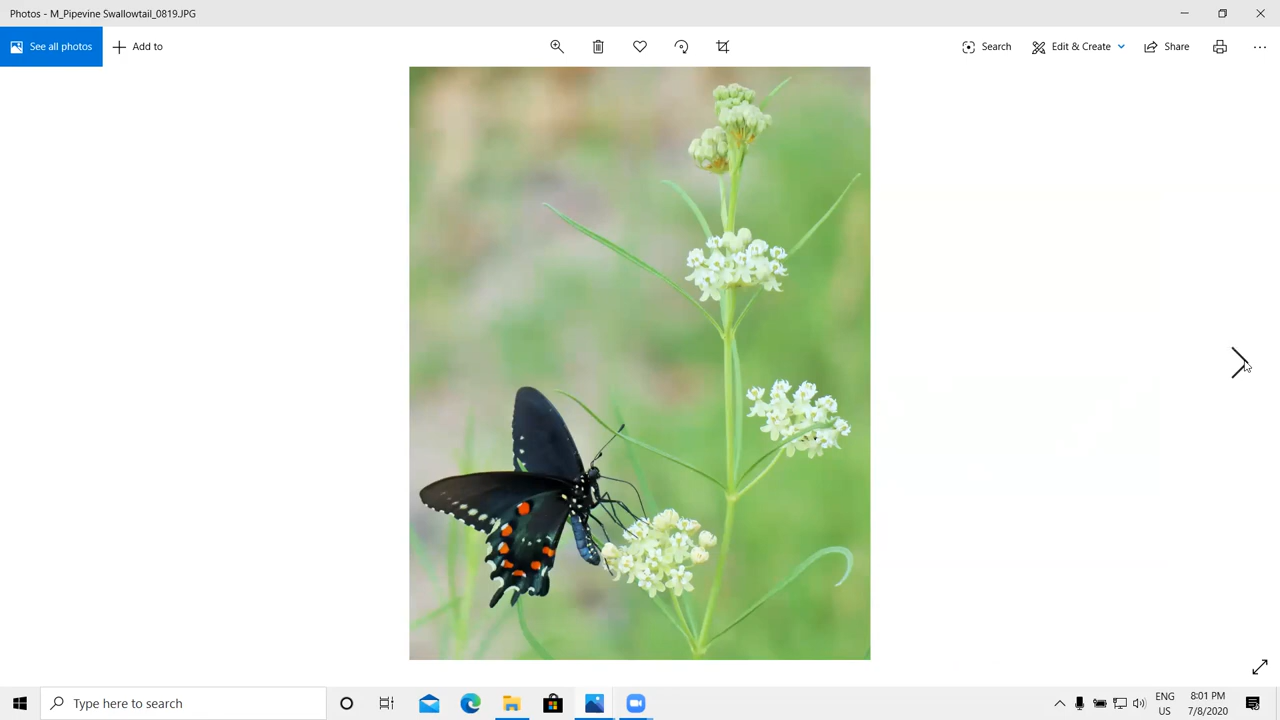 Photos - M_Pipevine Swallowtail_0819.JPG
See all photos
Add to
Search
Edit & Create
Share
Type here to search
ENG
US
8:01 PM
7/8/2020